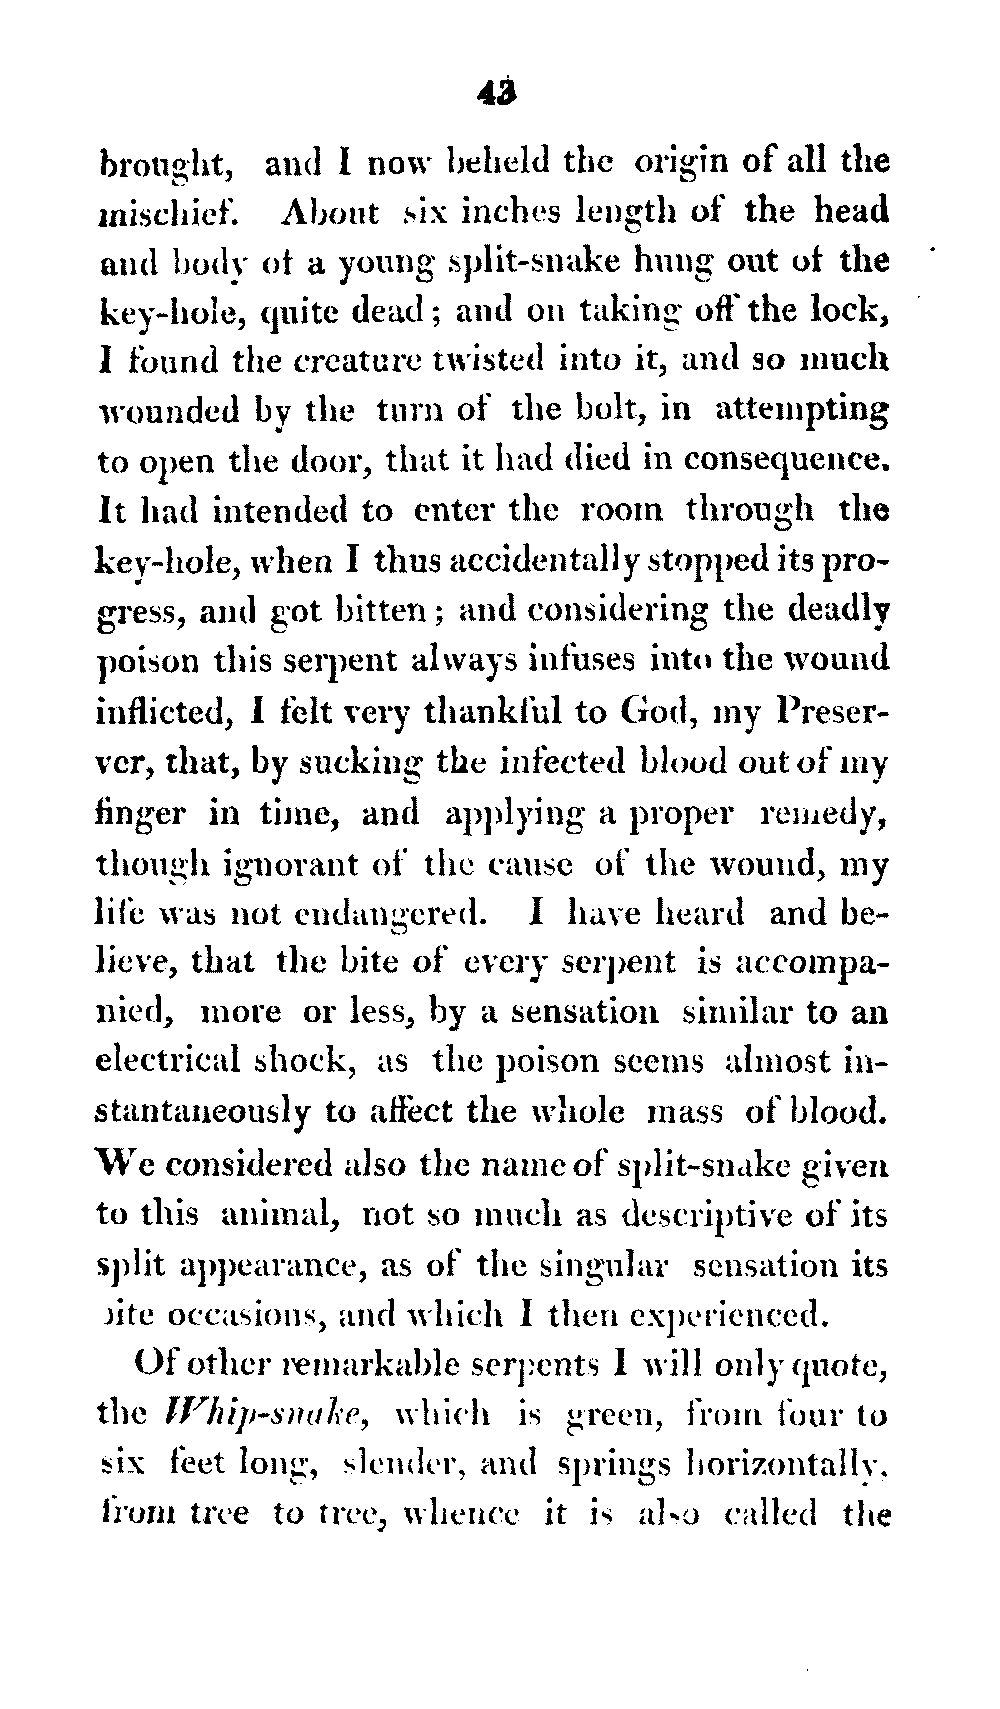 43
brought, and I now beheld the origin of all the
mischief. About six inches length of the head
and body of a young split-snake hung out of the
key-hole, quite dead; and on taking off the lock,
I found the creature twisted into it, and so much
wounded by the turn of the bolt, in attempting
to open the door, that it had died in consequence.
It had intended to enter the room through the
key-hole, when I thus accidentally stopped its pro-
gress, and got bitten; and considering the deadly
poison this serpent always infuses into the wound
inflicted, I felt very thankful to God, my Preser-
ver, that, by sucking the infected blood out of my
finger in time, and applying a proper remedy,
though ignorant of the cause of the wound, my
life was not endangered. I have heard and be-
lieve, that the bite of every serpent is accompa-
nied, more or less, by a sensation similar to an
electrical shock, as the poison seems almost in-
stantaneously to affect the whole mass of blood.
We considered also the name of split-snake given
to this animal, not so much as descriptive of its
split appearance, as of the singular sensation its
bite occasions, and which I then experienced.
Of other remarkable serpents I will only quote,
the Whip-snake, which is green, from four to
six feet long, slender, and springs horizontally,
from tree to tree, whence it is also called the